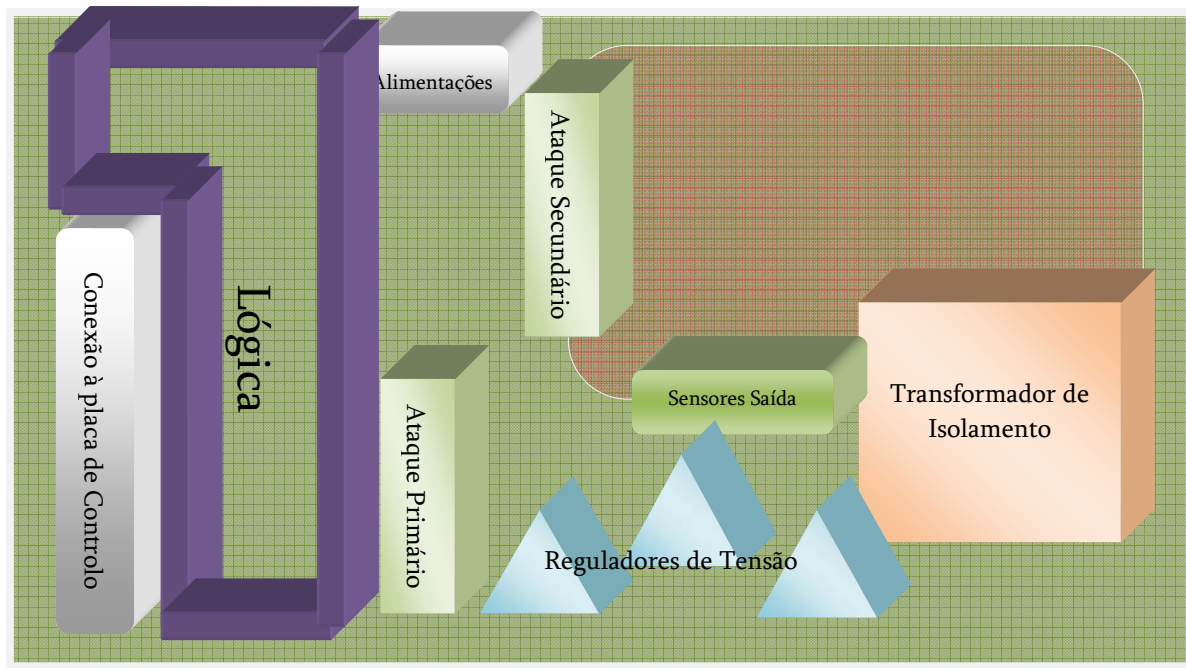 Alimentações
Ataque Secundário
Conexão à placa de Controlo
Lógica
Ataque Primário
Sensores Saída
Transformador de
Isolamento
Reguladores de Tensão